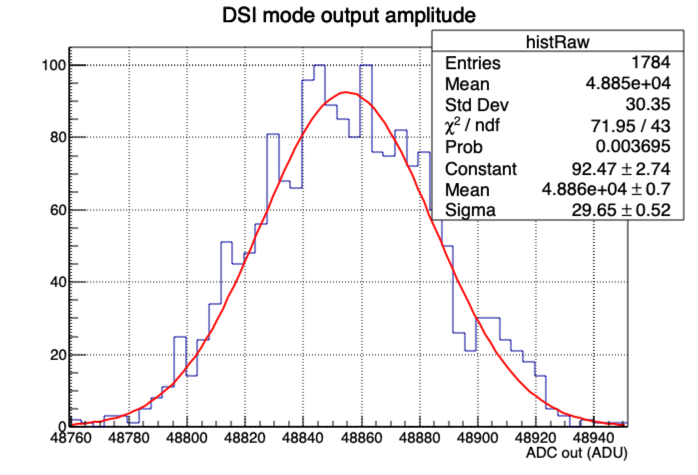 DSI mode output amplitude
histRaw
Entries 1784
Mean 4.885e+04
Std Dev 30.35
χ² / ndf 71.95 / 43
Prob 0.003695
Constant 92.47 ± 2.74
Mean 4.886e+04 ± 0.7
Sigma 29.65 ± 0.52
100
80
60
40
20
0
48760 48780 48800 48820 48840 48860 48880 48900 48920 48940
ADC out (ADU)